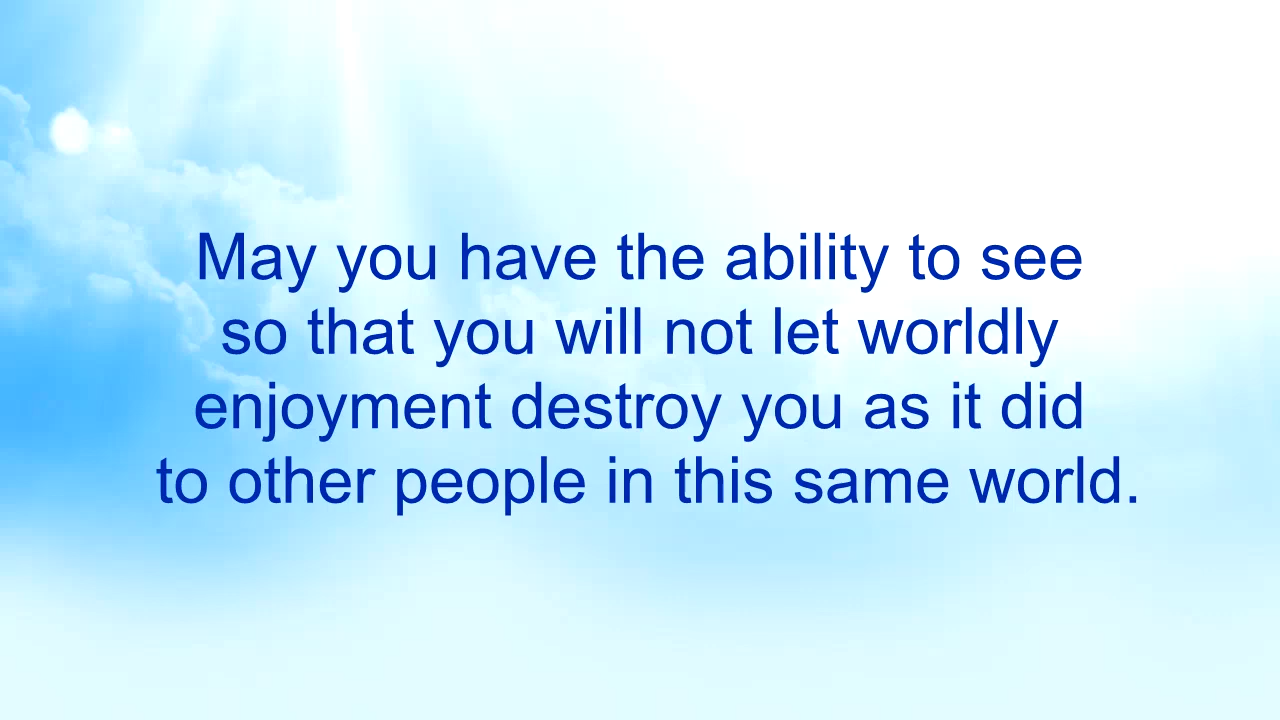 May you have the ability to see
so that you will not let worldly
enjoyment destroy you as it did
to other people in this same world.